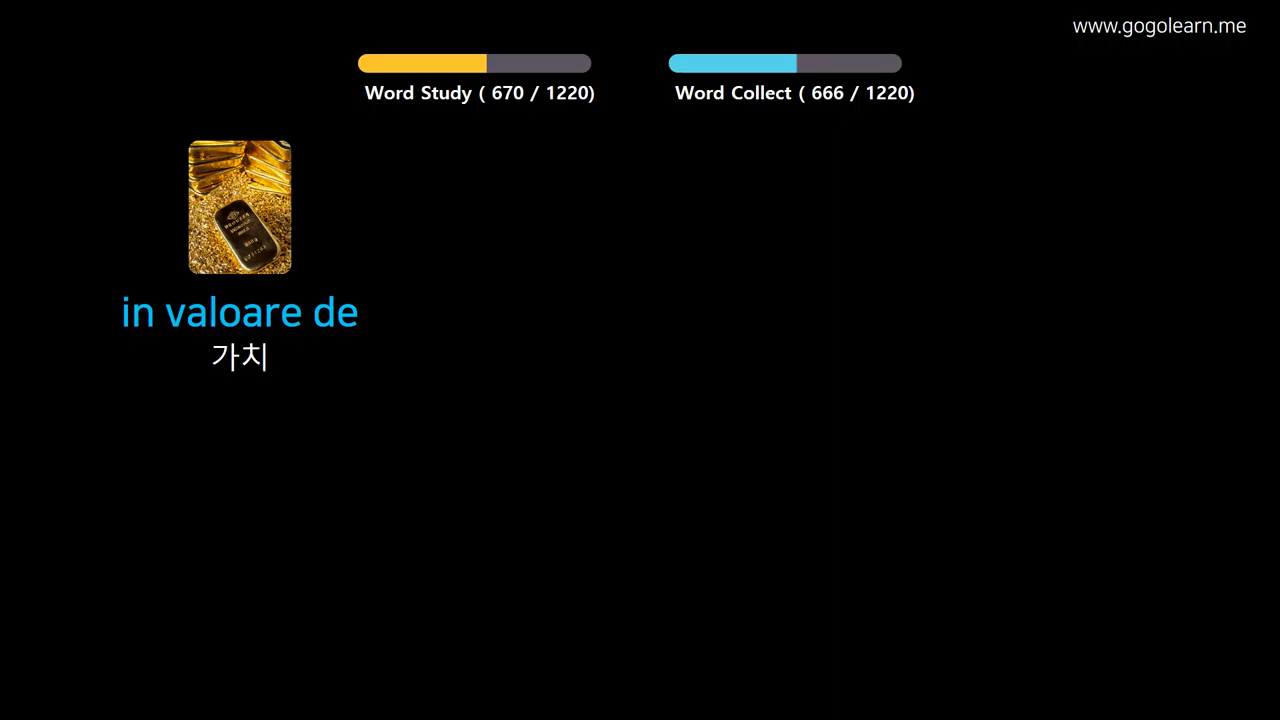 www.gogolearn.me
Word Study ( 670 / 1220)
Word Collect ( 666 / 1220)
in valoare de
가치